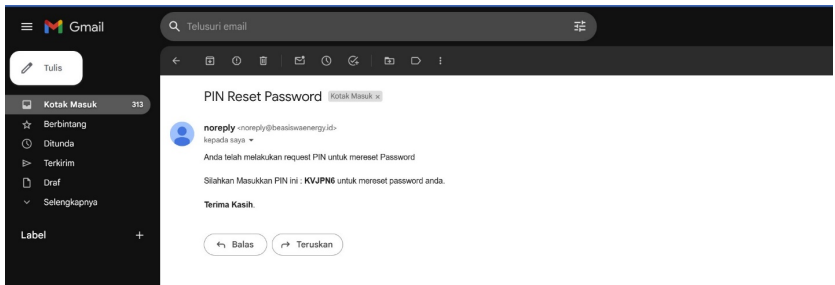 Gmail
Telusuri email
Tulis
Kotak Masuk 313
Berbintang
Ditunda
Terkirim
Draf
Selengkapnya
Label
PIN Reset Password Kotak Masuk x
noreply <noreply@beasiswaenergy.id>
kepada saya
Anda telah melakukan request PIN untuk mereset Password
Silahkan Masukkan PIN ini : KVJPN6 untuk mereset password anda.
Terima Kasih.
Balas Teruskan